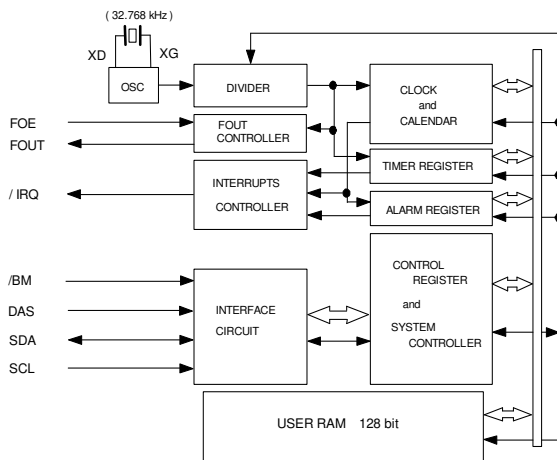 ( 32.768 kHz )
XD
XG
OSC
DIVIDER
CLOCK
and
CALENDAR
FOE
FOUT
FOUT
CONTROLLER
TIMER REGISTER
/ IRQ
INTERRUPTS
CONTROLLER
ALARM REGISTER
/BM
DAS
SDA
SCL
INTERFACE
CIRCUIT
CONTROL
REGISTER
and
SYSTEM
CONTROLLER
USER RAM 128 bit